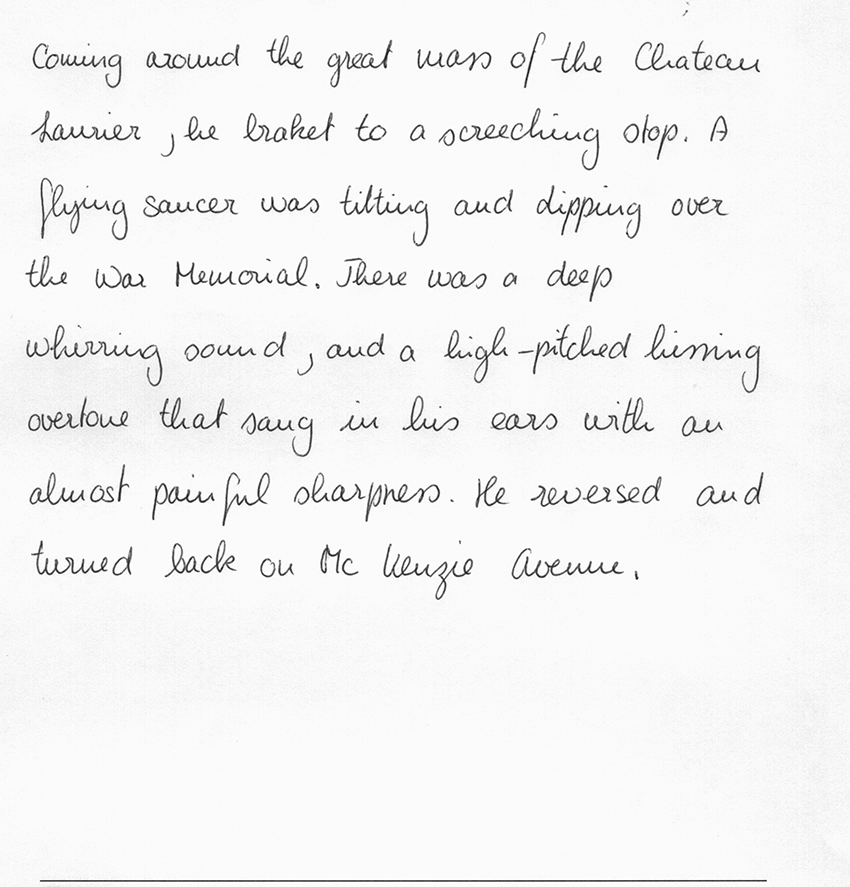 Coming around the great mass of the Chateau
Laurier, he braket to a screeching stop. A
flying saucer was tilting and dipping over
the War Memorial. There was a deep
whirring sound, and a high-pitched hissing
overtone that sang in his ears with an
almost painful sharpness. He reversed and
turned back on Mc Kenzie Avenue.